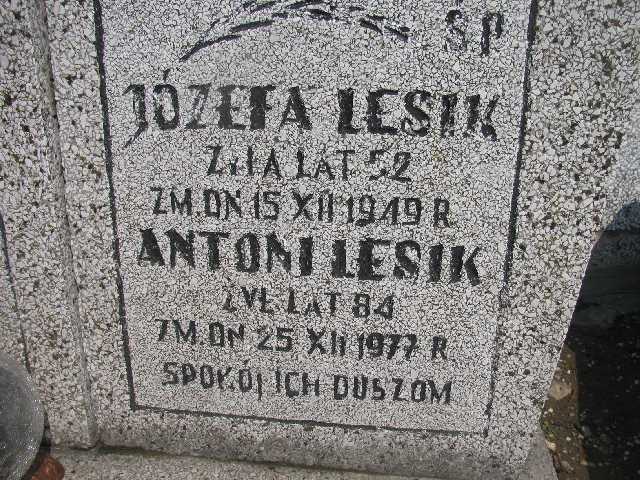 ŚP
JÓZEFA LESIK
ŻYŁA LAT 52
ZM. DN 15 XII 1949 R
ANTONI LESIK
ŻYŁ LAT 84
ZM. DN 25 XII 1977 R
SPOKÓJ ICH DUSZOM